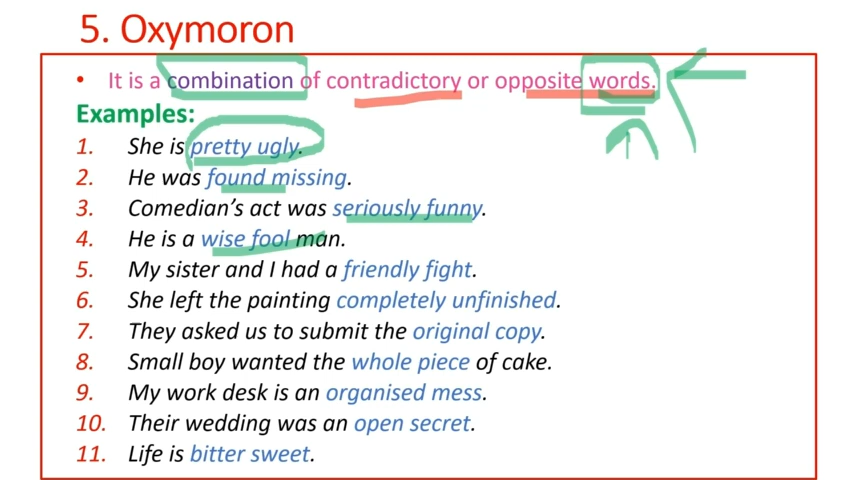 5. Oxymoron
• It is a combination of contradictory or opposite words.
Examples:
1. She is pretty ugly.
2. He was found missing.
3. Comedian's act was seriously funny.
4. He is a wise fool man.
5. My sister and I had a friendly fight.
6. She left the painting completely unfinished.
7. They asked us to submit the original copy.
8. Small boy wanted the whole piece of cake.
9. My work desk is an organised mess.
10. Their wedding was an open secret.
11. Life is bitter sweet.